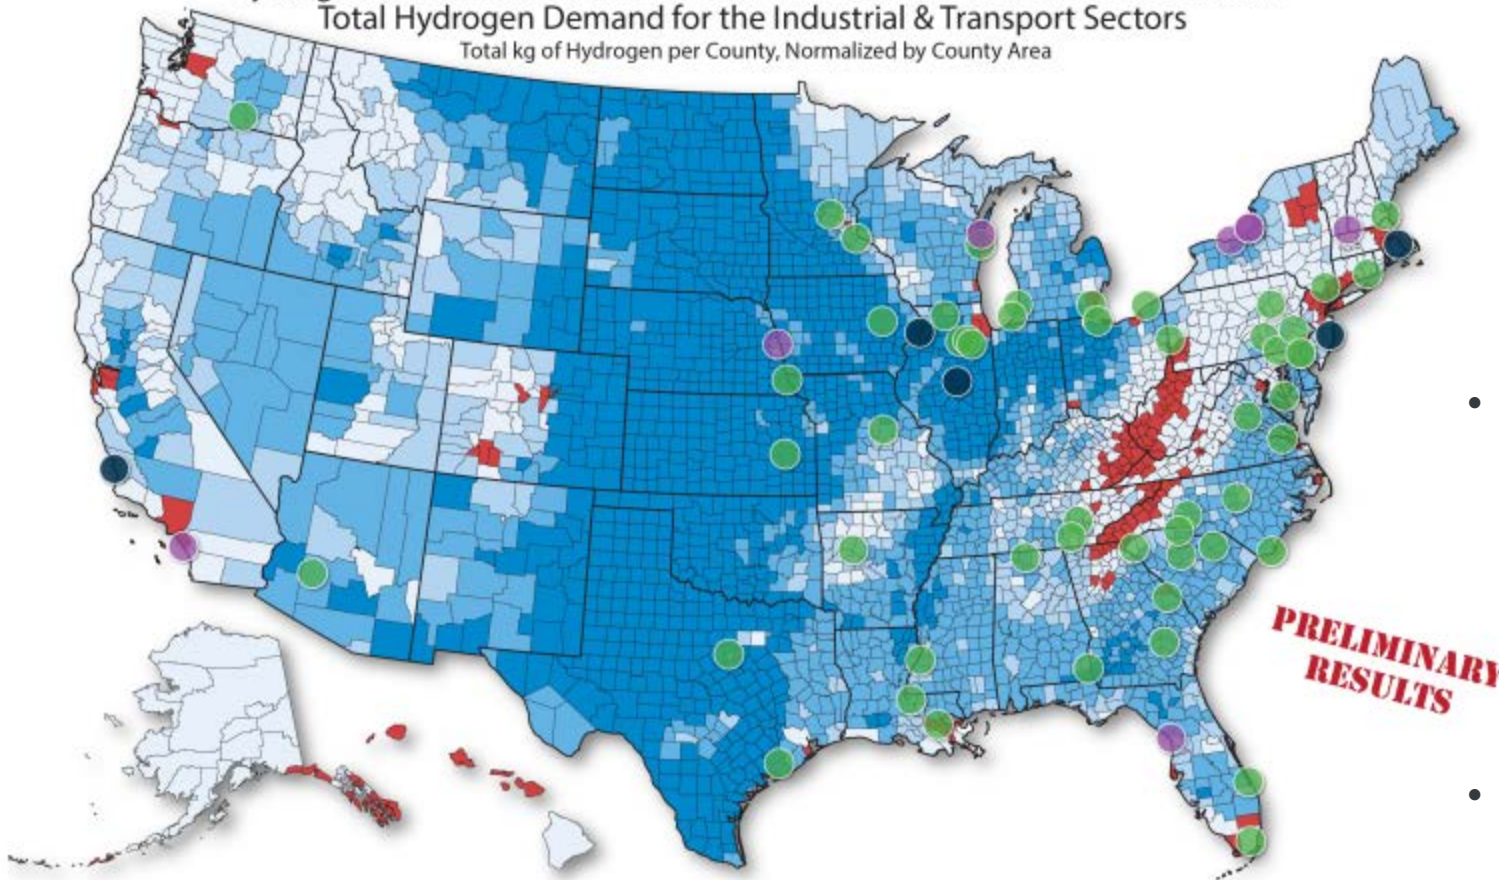 Total Hydrogen Demand for the Industrial & Transport Sectors
Total kg of Hydrogen per County, Normalized by County Area
PRELIMINARY
RESULTS